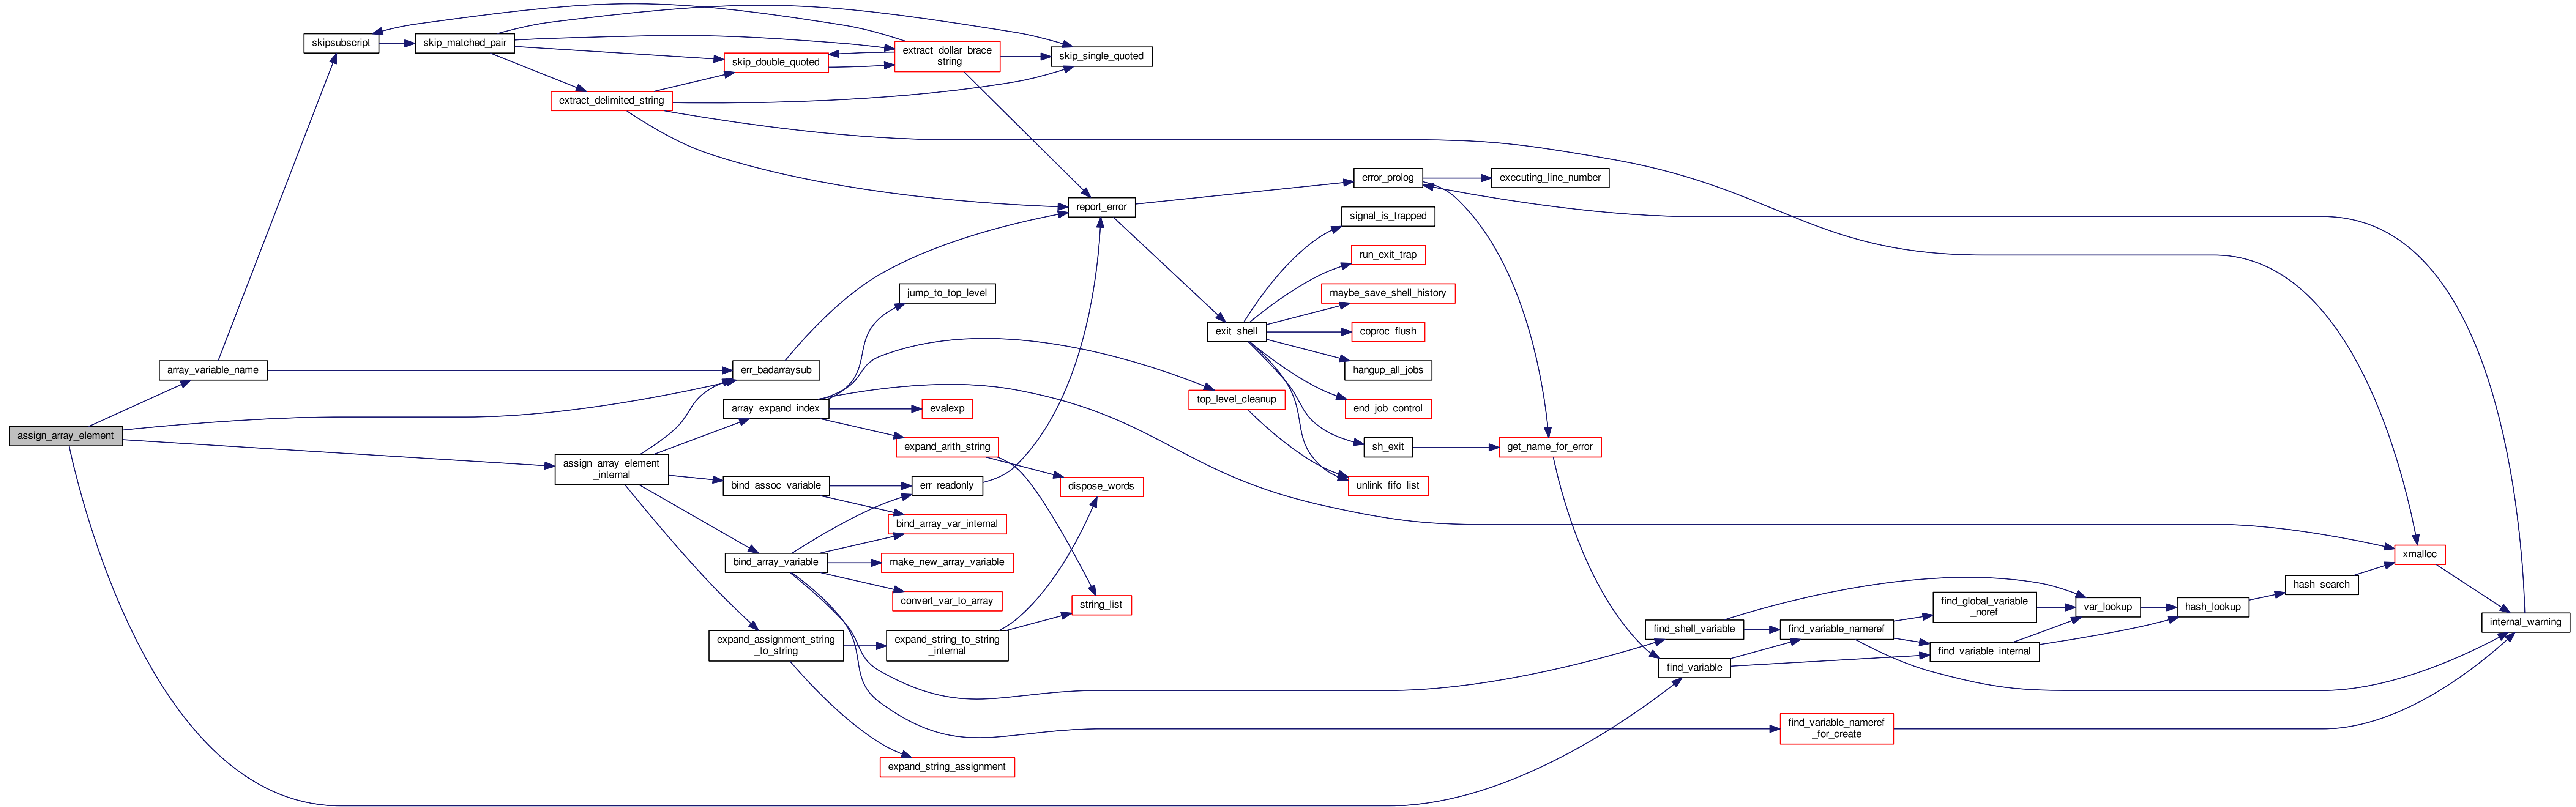 skipsubscript
skip_matched_pair
extract_dollar_brace
_string
skip_double_quoted
skip_single_quoted
extract_delimited_string
error_prolog
executing_line_number
report_error
signal_is_trapped
run_exit_trap
jump_to_top_level
maybe_save_shell_history
exit_shell
coproc_flush
array_variable_name
err_badarraysub
hangup_all_jobs
top_level_cleanup
array_expand_index
evalexp
end_job_control
assign_array_element
expand_arith_string
sh_exit
get_name_for_error
assign_array_element
_internal
bind_assoc_variable
err_readonly
dispose_words
unlink_fifo_list
bind_array_var_internal
xmalloc
bind_array_variable
make_new_array_variable
hash_search
convert_var_to_array
string_list
find_global_variable
_noref
var_lookup
hash_lookup
internal_warning
find_shell_variable
find_variable_nameref
expand_assignment_string
_to_string
expand_string_to_string
_internal
find_variable_internal
find_variable
find_variable_nameref
_for_create
expand_string_assignment